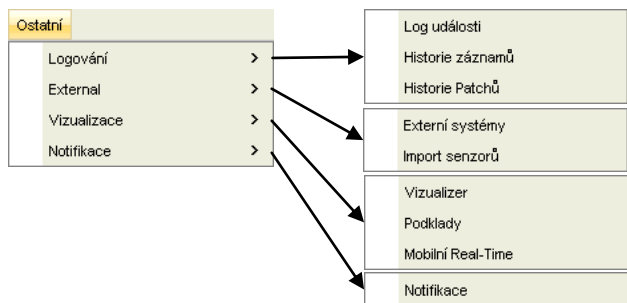 Ostatní
Logování
External
Vizualizace
Notifikace
Log událostí
Historie záznamů
Historie Patchů
Externí systémy
Import senzorů
Vizualizer
Podklady
Mobilní Real-Time
Notifikace